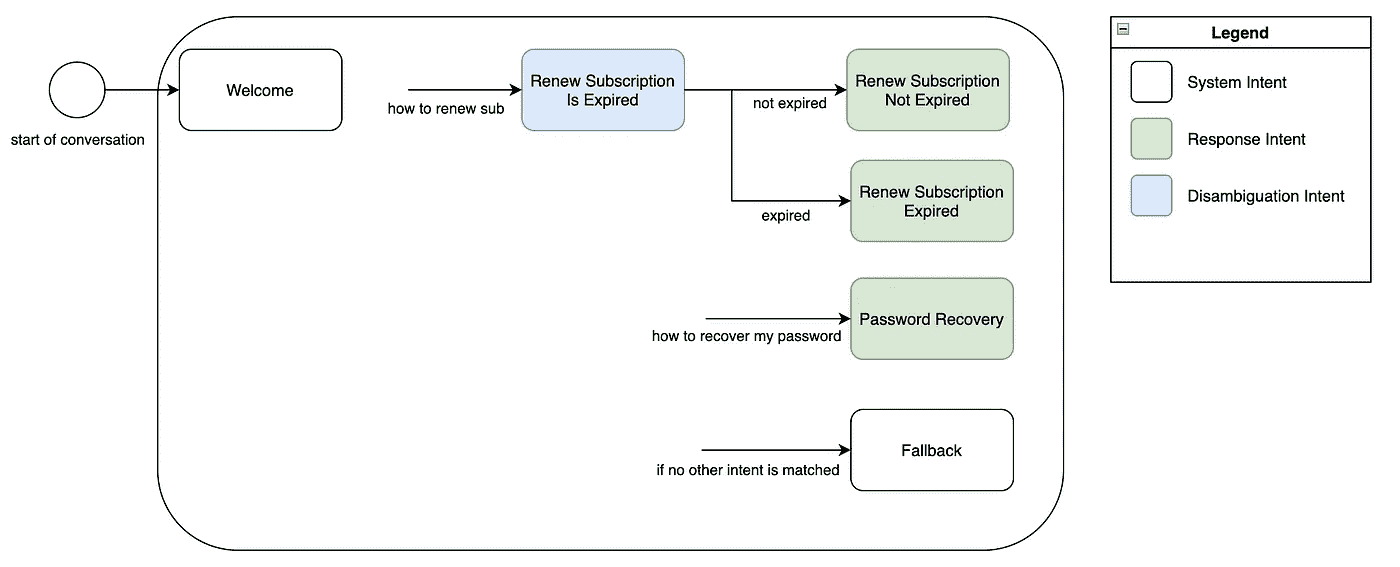 start of conversation
Welcome
how to renew sub
Renew Subscription
Is Expired
not expired
Renew Subscription
Not Expired
expired
Renew Subscription
Expired
how to recover my password
Password Recovery
if no other intent is matched
Fallback
Legend
System Intent
Response Intent
Disambiguation Intent